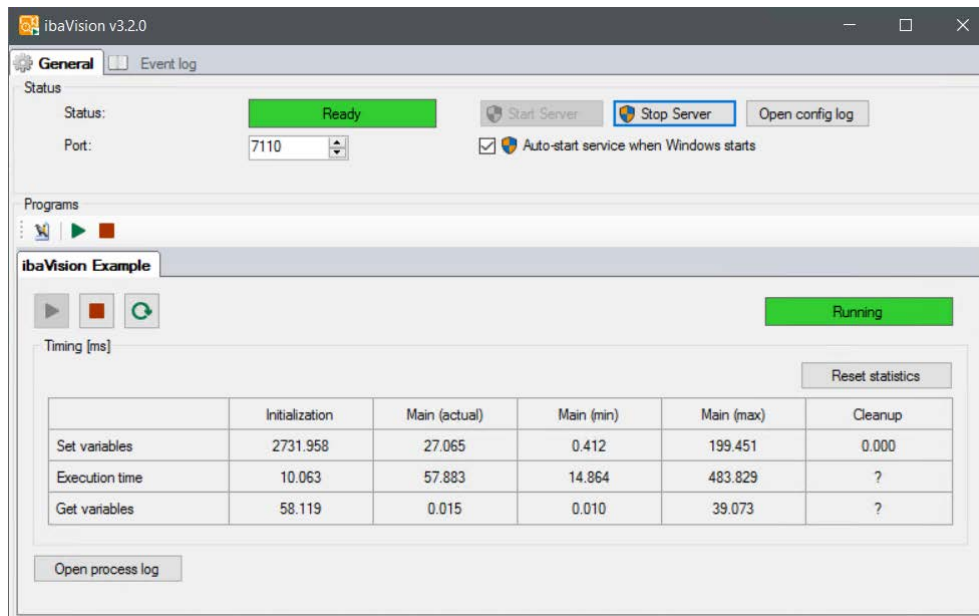 ibaVision v3.2.0
General Event log
Status
Status: Ready Start Server Stop Server Open config log
Port: 7110 Auto-start service when Windows starts
Programs
ibaVision Example
Running
Timing [ms]
Reset statistics
Initialization Main (actual) Main (min) Main (max) Cleanup
Set variables 2731.958 27.065 0.412 199.451 0.000
Execution time 10.063 57.883 14.864 483.829 ?
Get variables 58.119 0.015 0.010 39.073 ?
Open process log